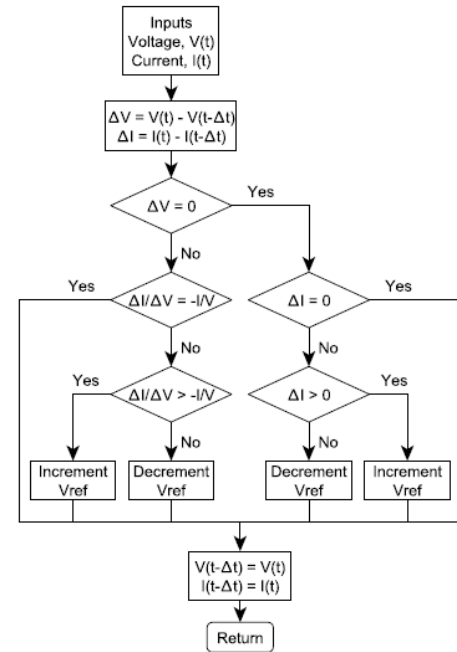 Inputs
Voltage, V(t)
Current, I(t)
ΔV = V(t) - V(t-Δt)
ΔI = I(t) - I(t-Δt)
Yes
ΔV = 0
No
Yes
ΔI/ΔV = -I/V
ΔI = 0
Yes
No
No
Yes
ΔI/ΔV > -I/V
ΔI > 0
Yes
No
No
Increment
Vref
Decrement
Vref
Decrement
Vref
Increment
Vref
V(t-Δt) = V(t)
I(t-Δt) = I(t)
Return